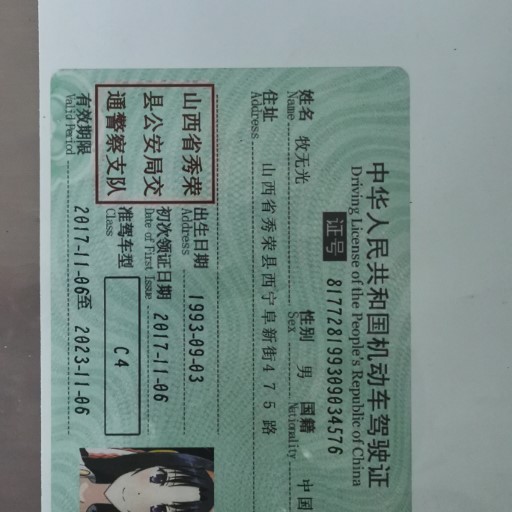 中华人民共和国机动车驾驶证
Driving License of the People's Republic of China
证号 817728199309034576
姓名 牧无光 性别 男 国籍 中国
Name Sex Nationality
住址 山西省秀荣县西宁阜新街475路
Address
山西省秀荣县公安局交通警察支队
出生日期 1993-09-03
Address
初次领证日期 2017-11-06
Date of First Issue
准驾车型 C4
Class
有效期限 2017-11-06至 2023-11-06
Valid Period